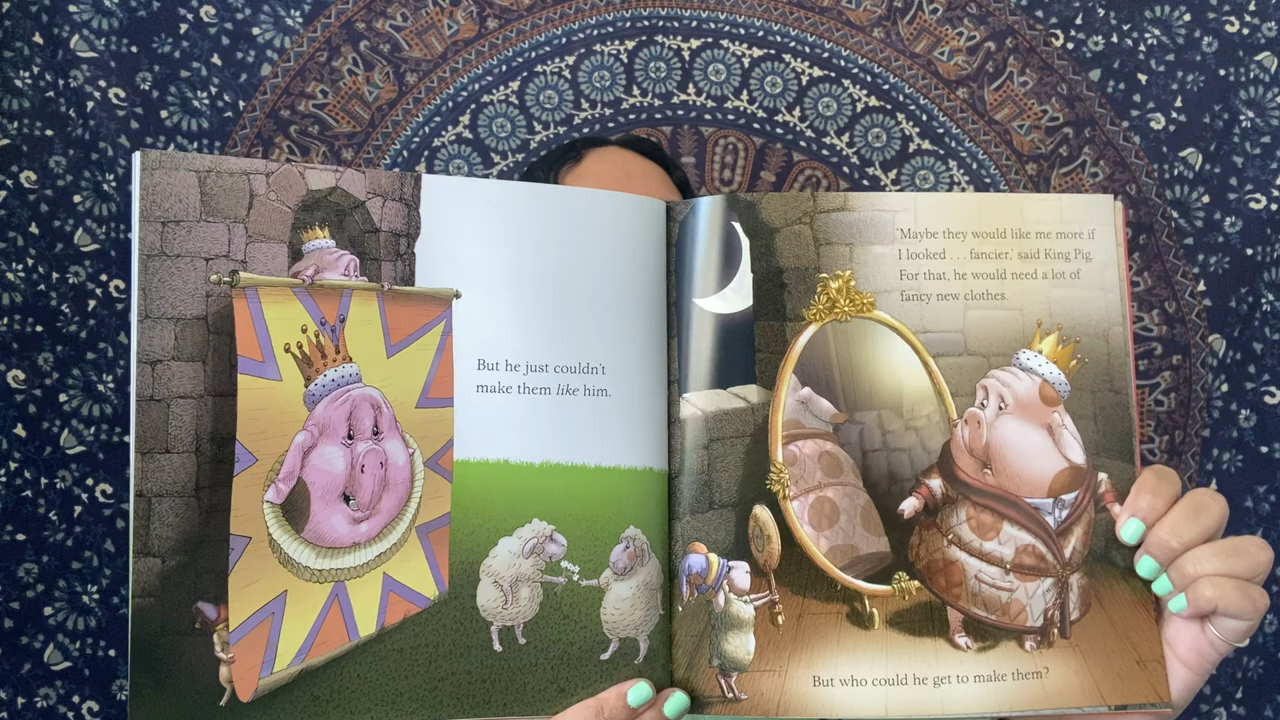 But he just couldn't
make them like him.
'Maybe they would like me more if
I looked . . . fancier,' said King Pig.
For that, he would need a lot of
fancy new clothes.
But who could he get to make them?